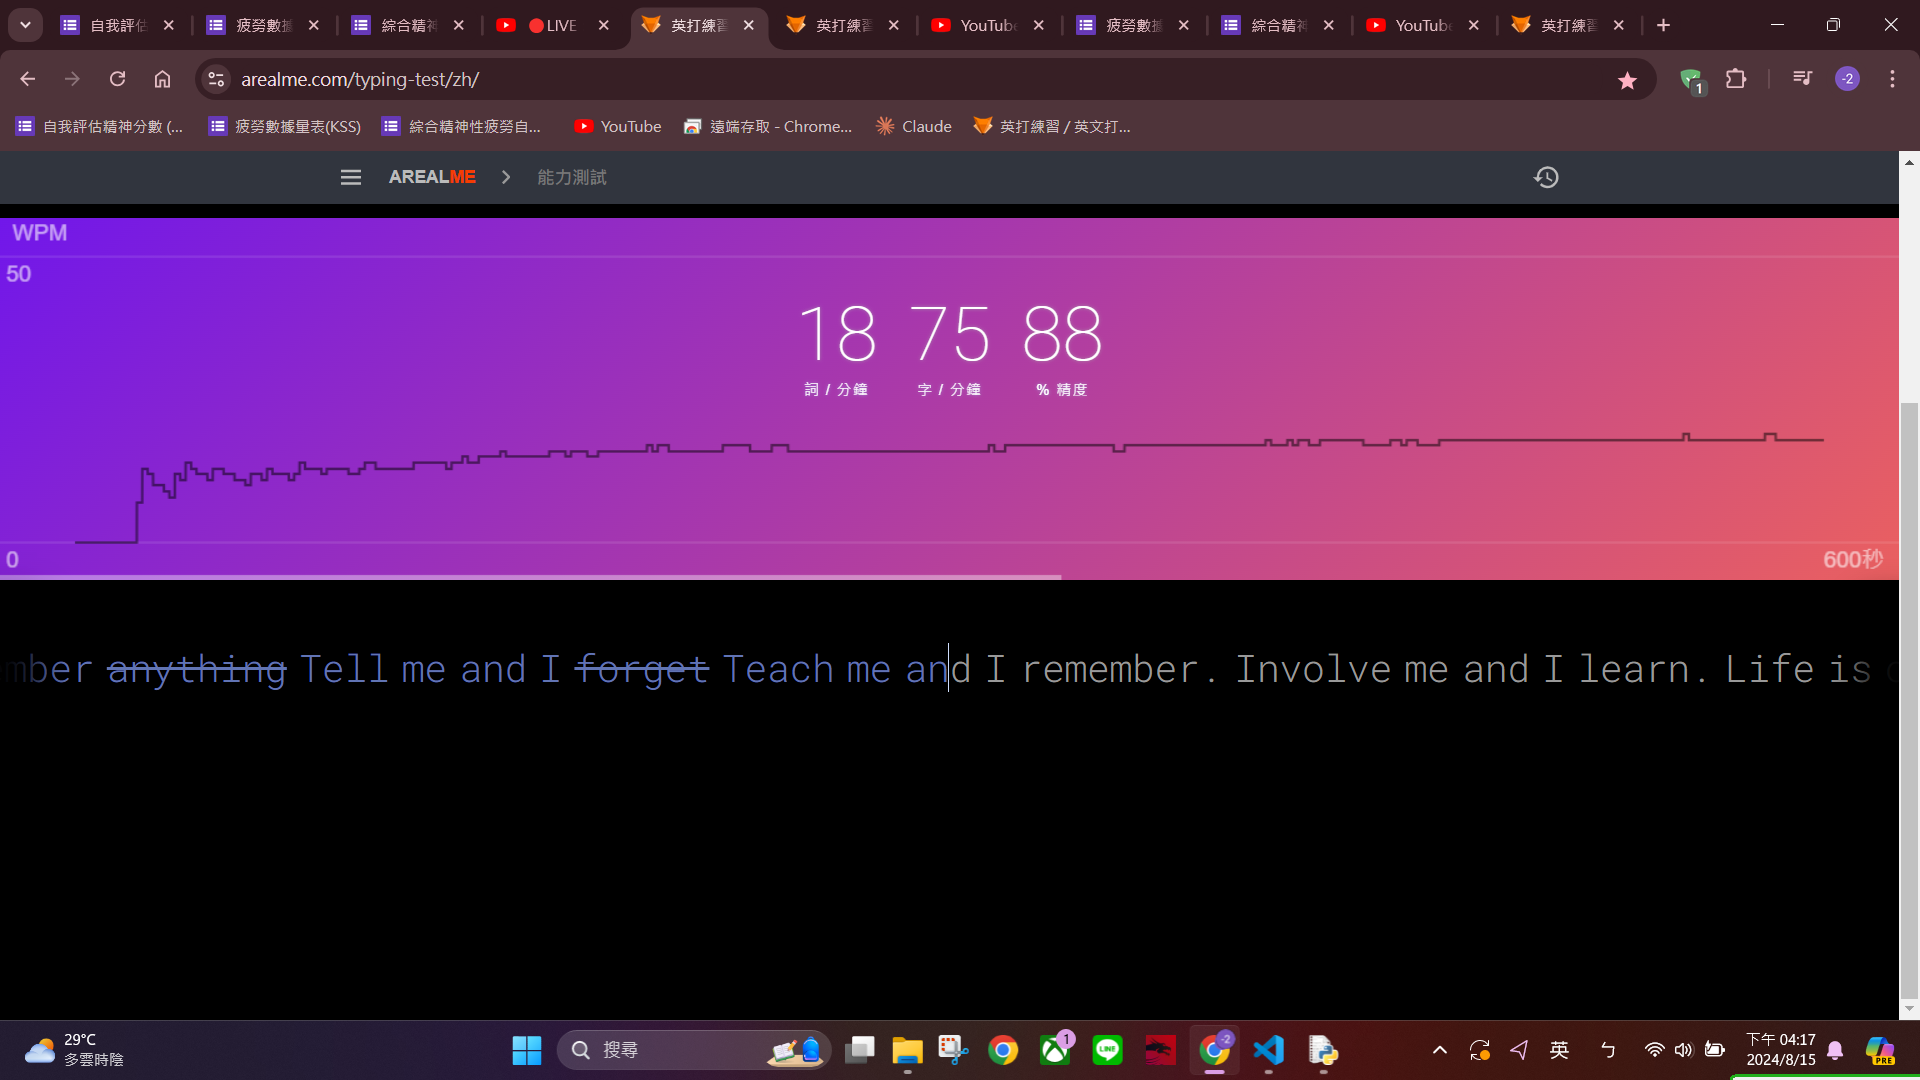 自我評估
疲勞數據
綜合精神
LIVE
英打練習
英打練習
YouTube
疲勞數據
綜合精神
YouTube
英打練習
arealme.com/typing-test/zh/
1
-2
自我評估精神分數 (...
疲勞數據量表(KSS)
綜合精神性疲勞自...
YouTube
遠端存取 - Chrome...
Claude
英打練習 / 英文打...
AREALME
能力測試
WPM
50
18 75 88
詞 / 分鐘 字 / 分鐘 % 精度
0
600秒
mber anything Tell me and I forget Teach me and I remember. Involve me and I learn. Life is
29°C
多雲時陰
搜尋
1
LINE
-2
英
ㄅ
下午 04:17
2024/8/15
PRE